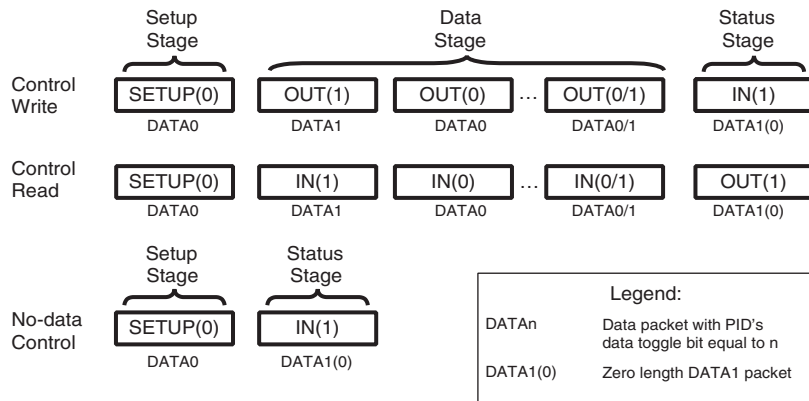 Setup Stage
Data Stage
Status Stage
Control Write
SETUP(0)
OUT(1)
OUT(0)
...
OUT(0/1)
IN(1)
DATA0
DATA1
DATA0
DATA0/1
DATA1(0)
Control Read
SETUP(0)
IN(1)
IN(0)
...
IN(0/1)
OUT(1)
DATA0
DATA1
DATA0
DATA0/1
DATA1(0)
Setup Stage
Status Stage
No-data Control
SETUP(0)
IN(1)
DATA0
DATA1(0)
Legend:
DATAn
Data packet with PID's
data toggle bit equal to n
DATA1(0)
Zero length DATA1 packet